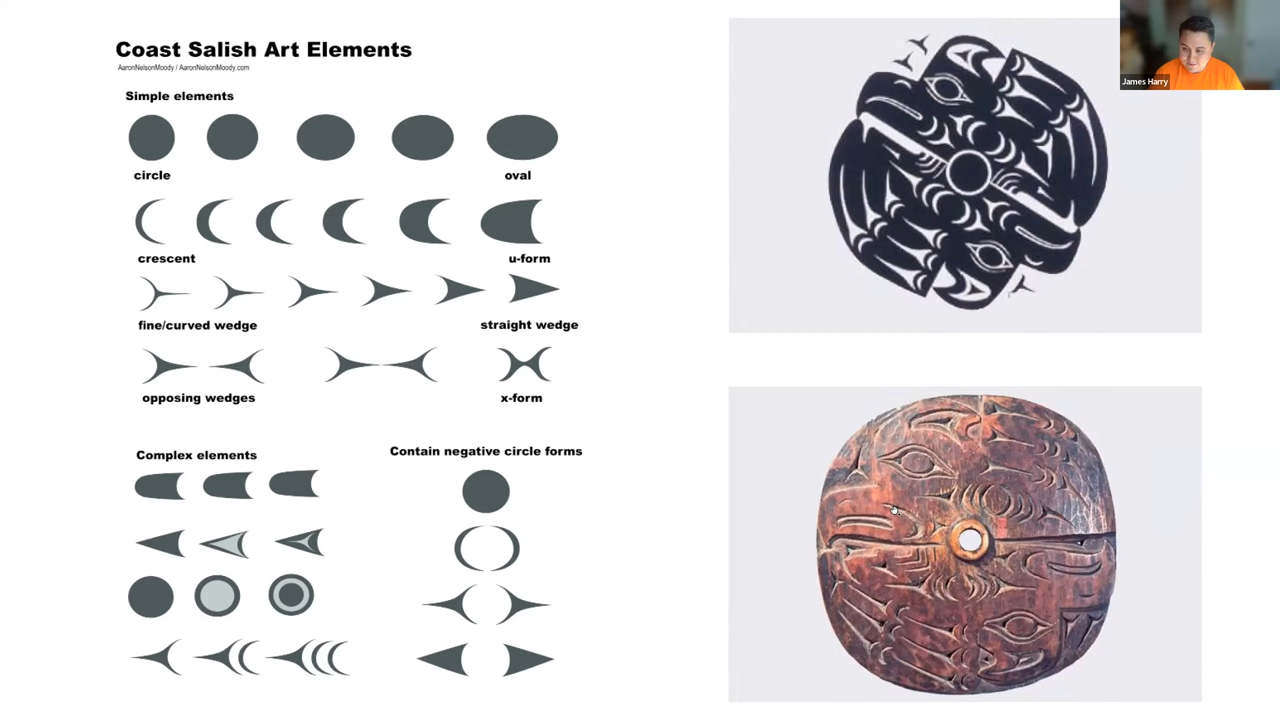 Coast Salish Art Elements
AaronNelsonMoody / AaronNelsonMoody.com
Simple elements
circle
oval
crescent
u-form
fine/curved wedge
straight wedge
opposing wedges
x-form
Complex elements
Contain negative circle forms
James Harry